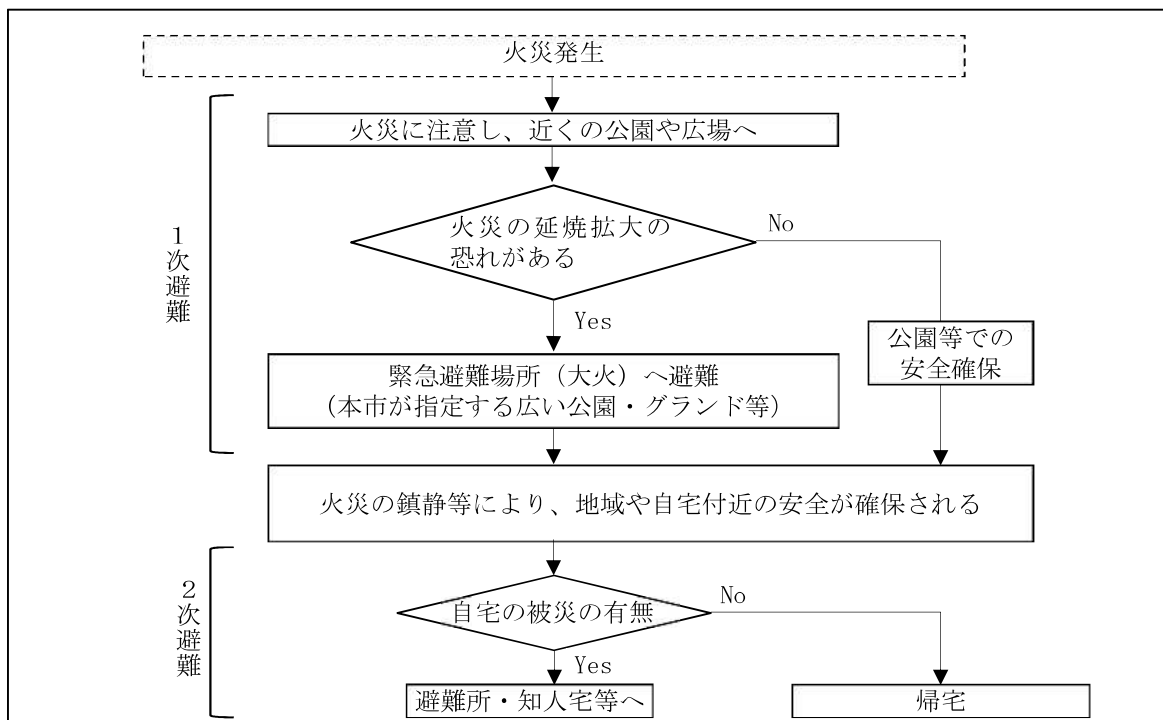 火災発生
火災に注意し、近くの公園や広場へ
火災の延焼拡大の
恐れがある
No
Yes
公園等での
安全確保
緊急避難場所（大火）へ避難
（本市が指定する広い公園・グランド等）
１次避難
火災の鎮静等により、地域や自宅付近の安全が確保される
自宅の被災の有無
No
Yes
避難所・知人宅等へ
帰宅
２次避難